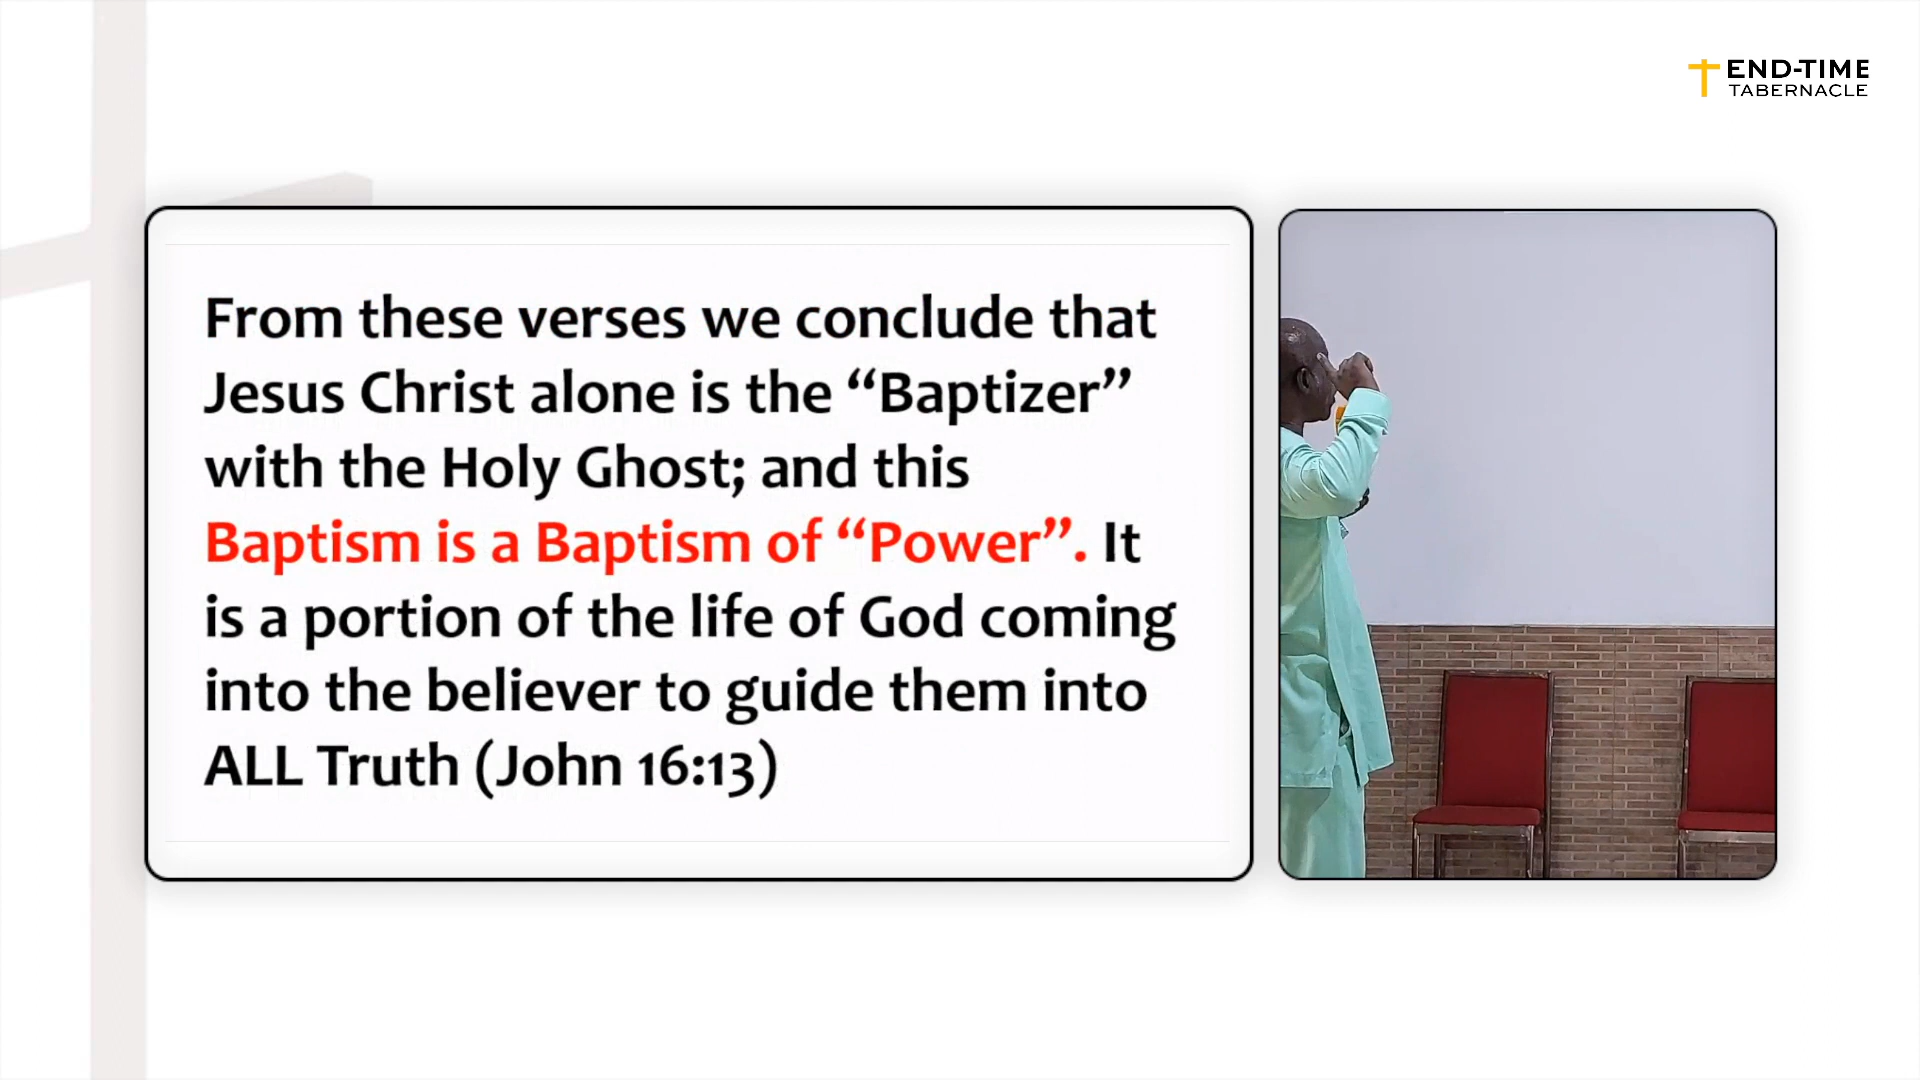 END-TIME
TABERNACLE
From these verses we conclude that
Jesus Christ alone is the “Baptizer”
with the Holy Ghost; and this
Baptism is a Baptism of “Power”. It
is a portion of the life of God coming
into the believer to guide them into
ALL Truth (John 16:13)